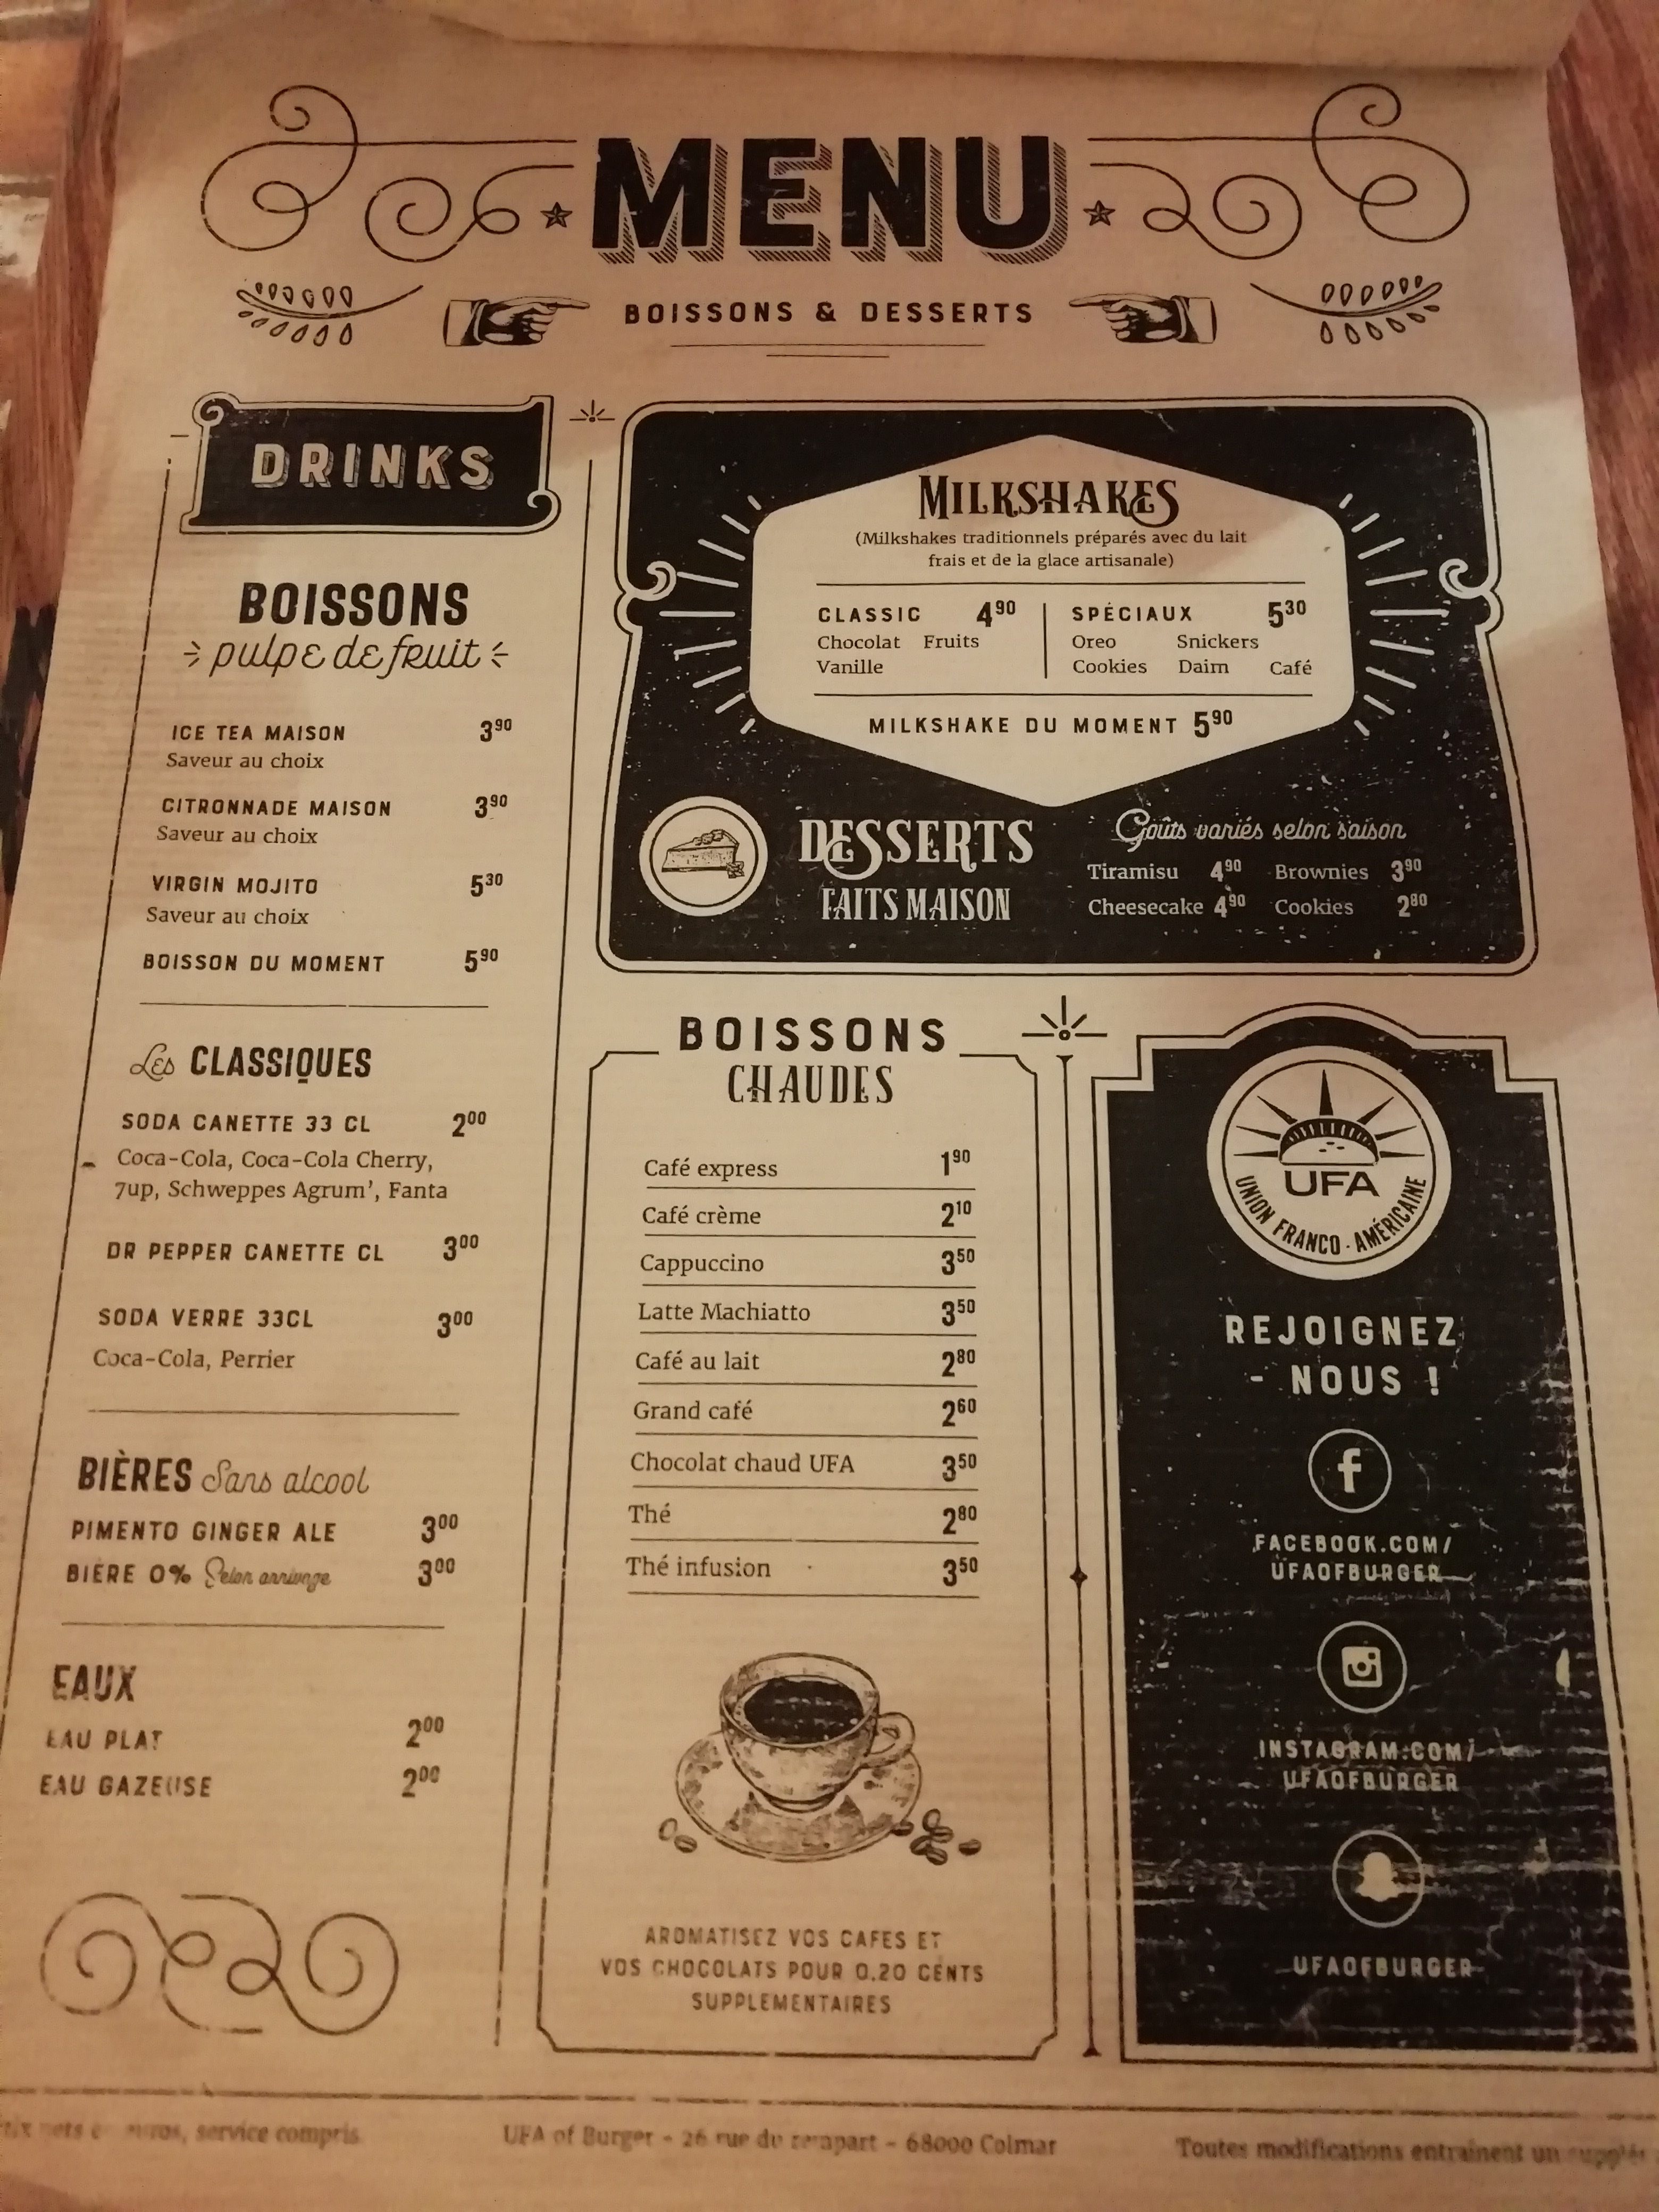 MENU
BOISSONS & DESSERTS
DRINKS
BOISSONS
pulpe de fruit
ICE TEA MAISON 3⁹⁰
Saveur au choix
CITRONNADE MAISON 3⁹⁰
Saveur au choix
VIRGIN MOJITO 5³⁰
Saveur au choix
BOISSON DU MOMENT 5⁹⁰
Les CLASSIQUES
SODA CANETTE 33 CL 2⁰⁰
Coca-Cola, Coca-Cola Cherry,
7up, Schweppes Agrum', Fanta
DR PEPPER CANETTE CL 3⁰⁰
SODA VERRE 33CL 3⁰⁰
Coca-Cola, Perrier
BIÈRES Sans alcool
PIMENTO GINGER ALE 3⁰⁰
BIÈRE 0% Selon arrivage 3⁰⁰
EAUX
EAU PLAT 2⁰⁰
EAU GAZEUSE 2⁰⁰
MILKSHAKES
(Milkshakes traditionnels préparés avec du lait
frais et de la glace artisanale)
CLASSIC 4⁹⁰
Chocolat Fruits
Vanille
SPÉCIAUX 5³⁰
Oreo Snickers
Cookies Daim Café
MILKSHAKE DU MOMENT 5⁹⁰
DESSERTS
FAITS MAISON
Goûts variés selon saison
Tiramisu 4⁹⁰ Brownies 3⁹⁰
Cheesecake 4⁹⁰ Cookies 2⁸⁰
BOISSONS
CHAUDES
Café express 1⁹⁰
Café crème 2¹⁰
Cappuccino 3⁵⁰
Latte Machiatto 3⁵⁰
Café au lait 2⁸⁰
Grand café 2⁶⁰
Chocolat chaud UFA 3⁵⁰
Thé 2⁸⁰
Thé infusion 3⁵⁰
AROMATISEZ VOS CAFES ET
VOS CHOCOLATS POUR 0.20 CENTS
SUPPLEMENTAIRES
UFA
UNION FRANCO-AMÉRICAINE
REJOIGNEZ
- NOUS !
FACEBOOK.COM/
UFAOFBURGER
INSTAGRAM.COM/
UFAOFBURGER
UFAOFBURGER
nets en euros, service compris
UFA of Burger - 26 rue du rempart - 68000 Colmar
Toutes modifications entrainent un